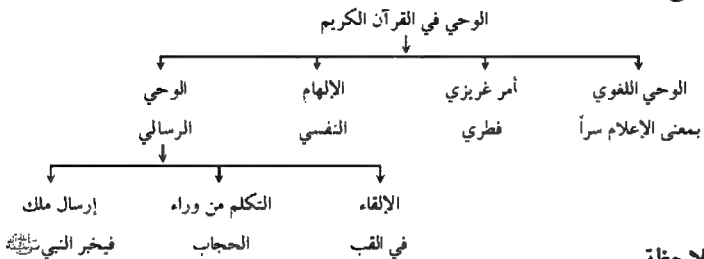 الوحي في القرآن الكريم
الوحي اللغوي أمر غريزي الإلهام الوحي
بمعنى الإعلام سراً فطري النفسي الرسالي
الإلقاء التكلم من وراء إرسال ملك
في القب الحجاب فيخبر النبي ﷺ